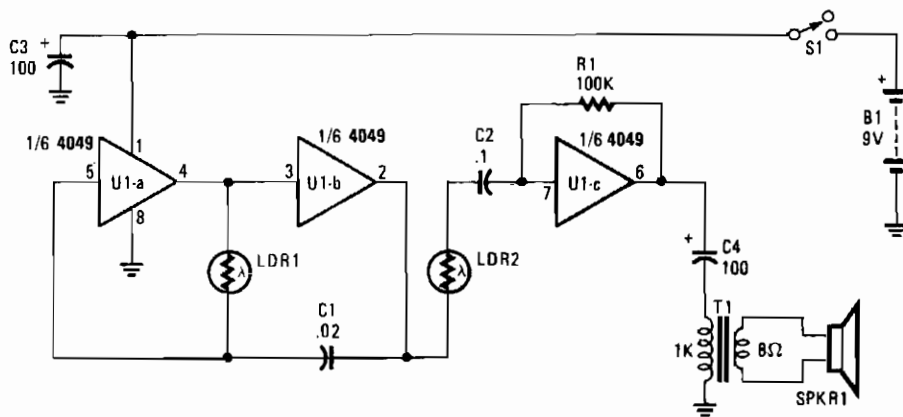 C3
100
+
1/6 4049
5
1
4
U1-a
8
1/6 4049
3
2
U1-b
LDR1
λ
C1
.02
LDR2
λ
C2
.1
R1
100K
1/6 4049
7
6
U1-c
+
C4
100
T1
1K
8Ω
SPKR1
S1
+
B1
9V